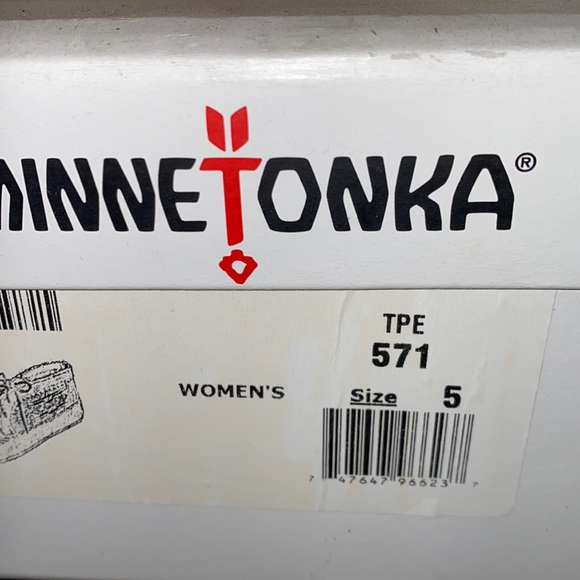 MINNETONKA®
TPE
571
WOMEN'S
Size 5
7 47647 96623 7